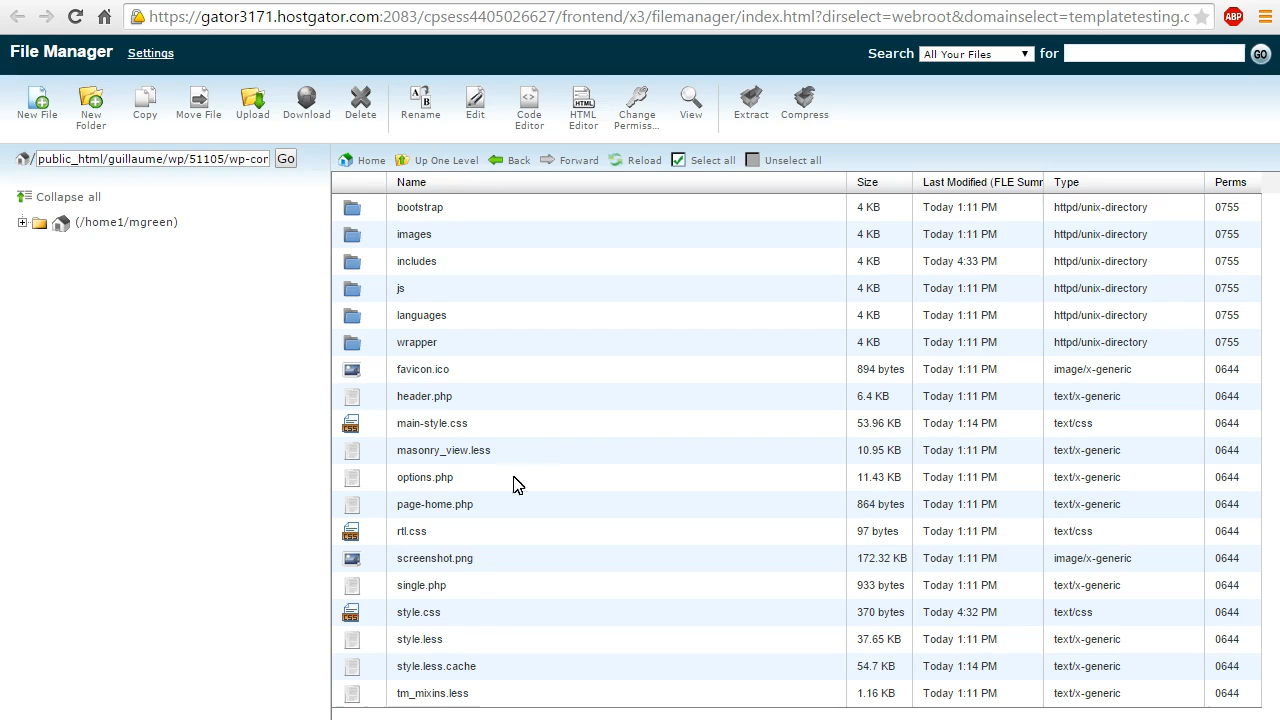 https://gator3171.hostgator.com:2083/cpsess4405026627/frontend/x3/filemanager/index.html?dirselect=webroot&domainselect=templatetesting.c
ABP
File Manager Settings Search All Your Files for GO
New File New Folder Copy Move File Upload Download Delete Rename Edit Code Editor HTML Editor Change Permiss... View Extract Compress
/ public_html/guillaume/wp/51105/wp-cor Go Home Up One Level Back Forward Reload Select all Unselect all
Collapse all
(/home1/mgreen)
Name Size Last Modified (FLE Summ Type Perms
bootstrap 4 KB Today 1:11 PM httpd/unix-directory 0755
images 4 KB Today 1:11 PM httpd/unix-directory 0755
includes 4 KB Today 4:33 PM httpd/unix-directory 0755
js 4 KB Today 1:11 PM httpd/unix-directory 0755
languages 4 KB Today 1:11 PM httpd/unix-directory 0755
wrapper 4 KB Today 1:11 PM httpd/unix-directory 0755
favicon.ico 894 bytes Today 1:11 PM image/x-generic 0644
header.php 6.4 KB Today 1:11 PM text/x-generic 0644
main-style.css 53.96 KB Today 1:14 PM text/css 0644
masonry_view.less 10.95 KB Today 1:11 PM text/x-generic 0644
options.php 11.43 KB Today 1:11 PM text/x-generic 0644
page-home.php 864 bytes Today 1:11 PM text/x-generic 0644
rtl.css 97 bytes Today 1:11 PM text/css 0644
screenshot.png 172.32 KB Today 1:11 PM image/x-generic 0644
single.php 933 bytes Today 1:11 PM text/x-generic 0644
style.css 370 bytes Today 4:32 PM text/css 0644
style.less 37.65 KB Today 1:11 PM text/x-generic 0644
style.less.cache 54.7 KB Today 1:14 PM text/x-generic 0644
tm_mixins.less 1.16 KB Today 1:11 PM text/x-generic 0644